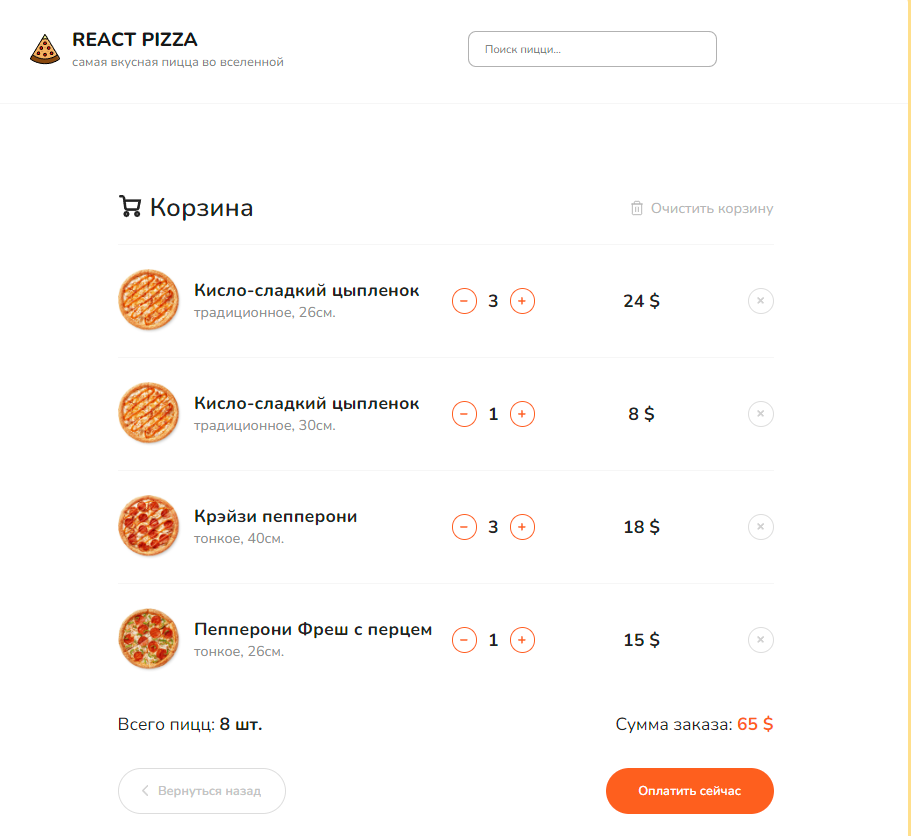 REACT PIZZA
самая вкусная пицца во вселенной
Поиск пицци...
Корзина
Очистить корзину
Кисло-сладкий цыпленок
традиционное, 26см.
3
24 $
Кисло-сладкий цыпленок
традиционное, 30см.
1
8 $
Крэйзи пепперони
тонкое, 40см.
3
18 $
Пепперони Фреш с перцем
тонкое, 26см.
1
15 $
Всего пицц: 8 шт.
Сумма заказа: 65 $
Вернуться назад
Оплатить сейчас